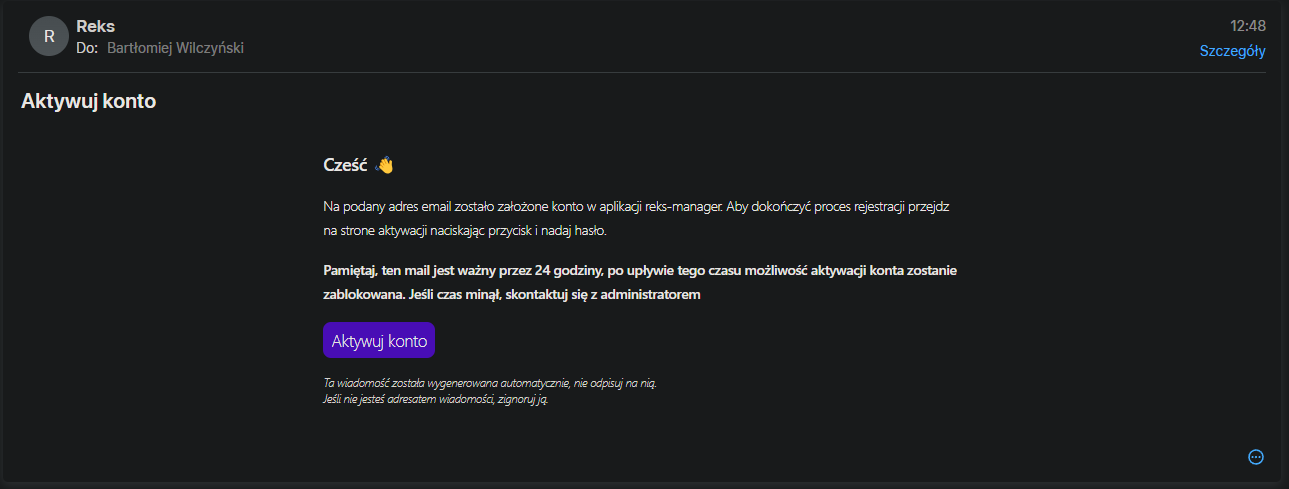 R
Reks
12:48
Do: Bartłomiej Wilczyński
Szczegóły
Aktywuj konto
Cześć 👋
Na podany adres email zostało założone konto w aplikacji reks-manager. Aby dokończyć proces rejestracji przejdz
na strone aktywacji naciskając przycisk i nadaj hasło.
Pamiętaj, ten mail jest ważny przez 24 godziny, po upływie tego czasu możliwość aktywacji konta zostanie
zablokowana. Jeśli czas minął, skontaktuj się z administratorem
Aktywuj konto
Ta wiadomość została wygenerowana automatycznie, nie odpisuj na nią.
Jeśli nie jesteś adresatem wiadomości, zignoruj ją.